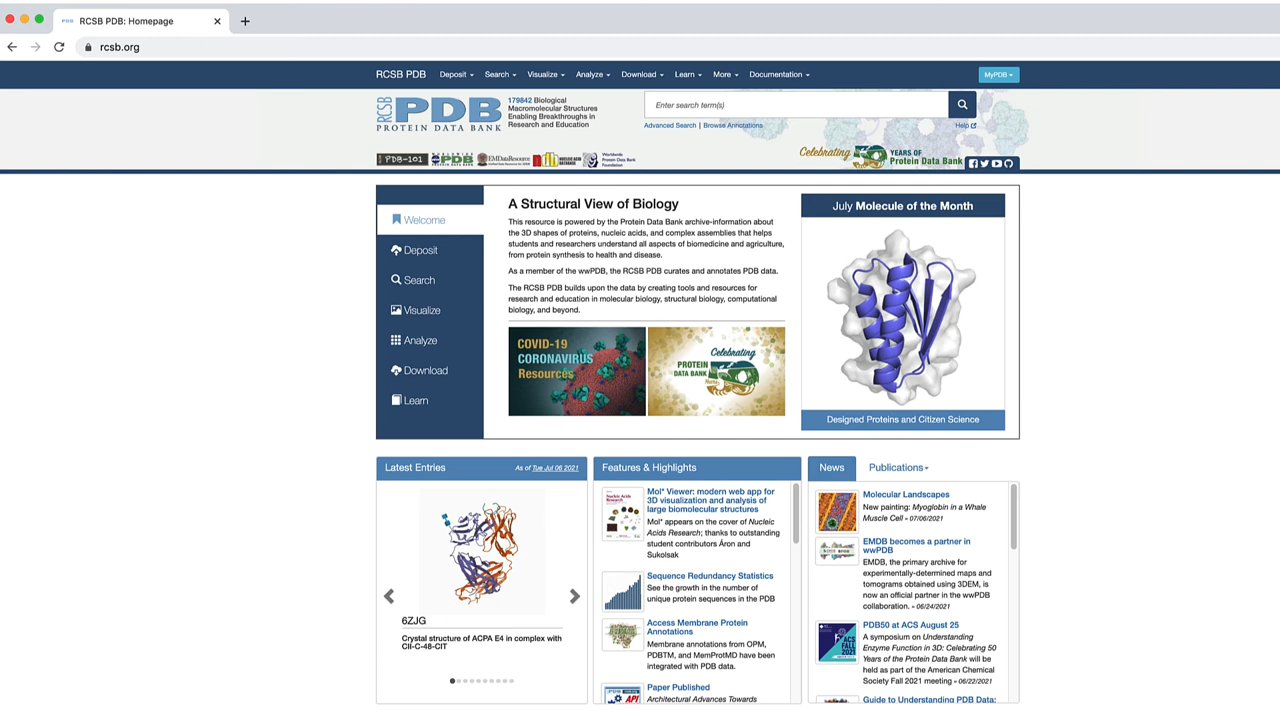 RCSB PDB: Homepage
rcsb.org
RCSB PDB Deposit Search Visualize Analyze Download Learn More Documentation MyPDB
RCSB PDB
PROTEIN DATA BANK
179842 Biological
Macromolecular Structures
Enabling Breakthroughs in
Research and Education
Enter search term(s)
Advanced Search | Browse Annotations
Help
PDB-101
PDB
EMDataResource
Worldwide
Protein Data Bank
Foundation
Celebrating
YEARS OF
Protein Data Bank
Welcome
Deposit
Search
Visualize
Analyze
Download
Learn
A Structural View of Biology
This resource is powered by the Protein Data Bank archive-information about
the 3D shapes of proteins, nucleic acids, and complex assemblies that helps
students and researchers understand all aspects of biomedicine and agriculture,
from protein synthesis to health and disease.
As a member of the wwPDB, the RCSB PDB curates and annotates PDB data.
The RCSB PDB builds upon the data by creating tools and resources for
research and education in molecular biology, structural biology, computational
biology, and beyond.
COVID-19
CORONAVIRUS
Resources
Celebrating
PROTEIN
DATA BANK
July Molecule of the Month
Designed Proteins and Citizen Science
Latest Entries As of Tue Jul 06 2021
6ZJG
Crystal structure of ACPA E4 in complex with
CII-C-48-CIT
Features & Highlights
Mol* Viewer: modern web app for
3D visualization and analysis of
large biomolecular structures
Mol* appears on the cover of Nucleic
Acids Research; thanks to outstanding
student contributors Áron and
Sukolsak
Sequence Redundancy Statistics
See the growth in the number of
unique protein sequences in the PDB
Access Membrane Protein
Annotations
Membrane annotations from OPM,
PDBTM, and MemProtMD have been
integrated with PDB data.
API
Paper Published
Architectural Advances Towards
News Publications
Molecular Landscapes
New painting: Myoglobin in a Whale
Muscle Cell » 07/06/2021
EMDB becomes a partner in
wwPDB
EMDB, the primary archive for
experimentally-determined maps and
tomograms obtained using 3DEM, is
now an official partner in the wwPDB
collaboration. » 06/24/2021
ACS
FALL
2021
PDB50 at ACS August 25
A symposium on Understanding
Enzyme Function in 3D: Celebrating 50
Years of the Protein Data Bank will be
held as part of the American Chemical
Society Fall 2021 meeting » 06/22/2021
Guide to Understanding PDB Data: